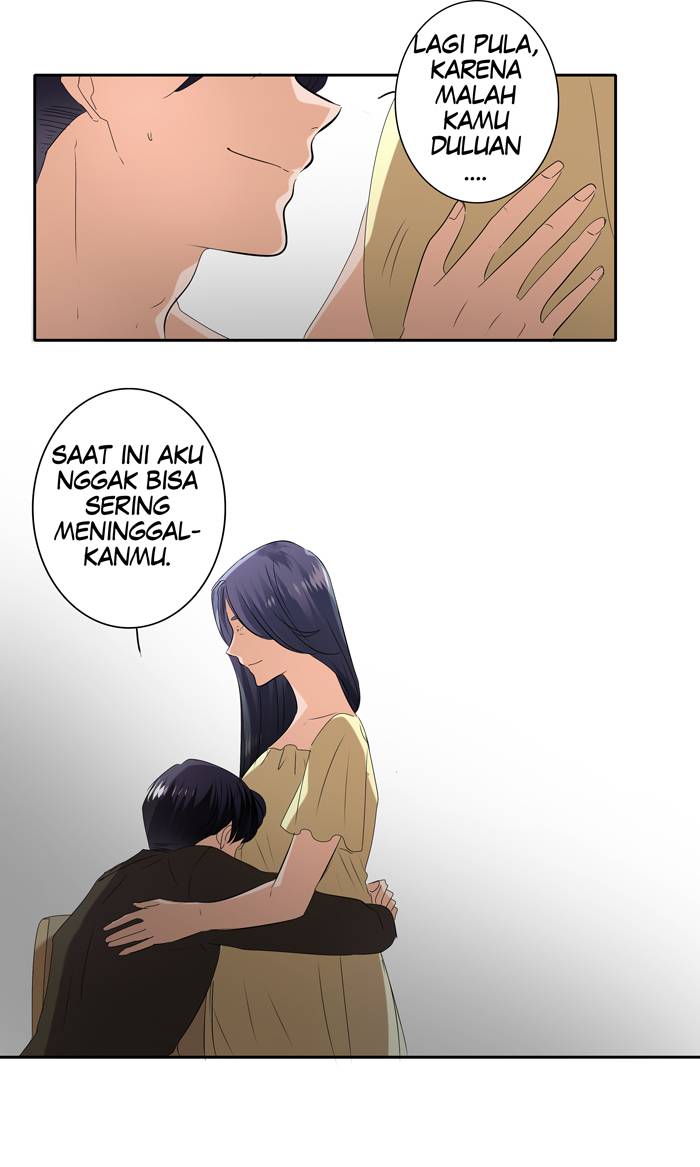 LAGI PULA,
KARENA
MALAH
KAMU
DULUAN
....
SAAT INI AKU
NGGAK BISA
SERING
MENINGGAL-
KANMU.